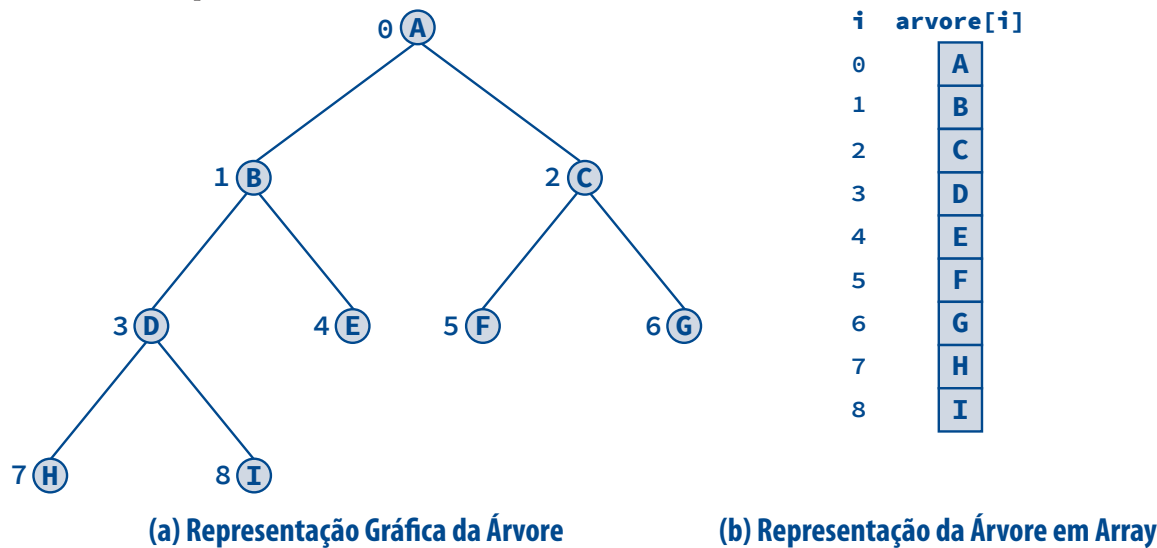 0 A
1 B
2 C
3 D
4 E
5 F
6 G
7 H
8 I
(a) Representação Gráfica da Árvore
i arvore[i]
0 A
1 B
2 C
3 D
4 E
5 F
6 G
7 H
8 I
(b) Representação da Árvore em Array